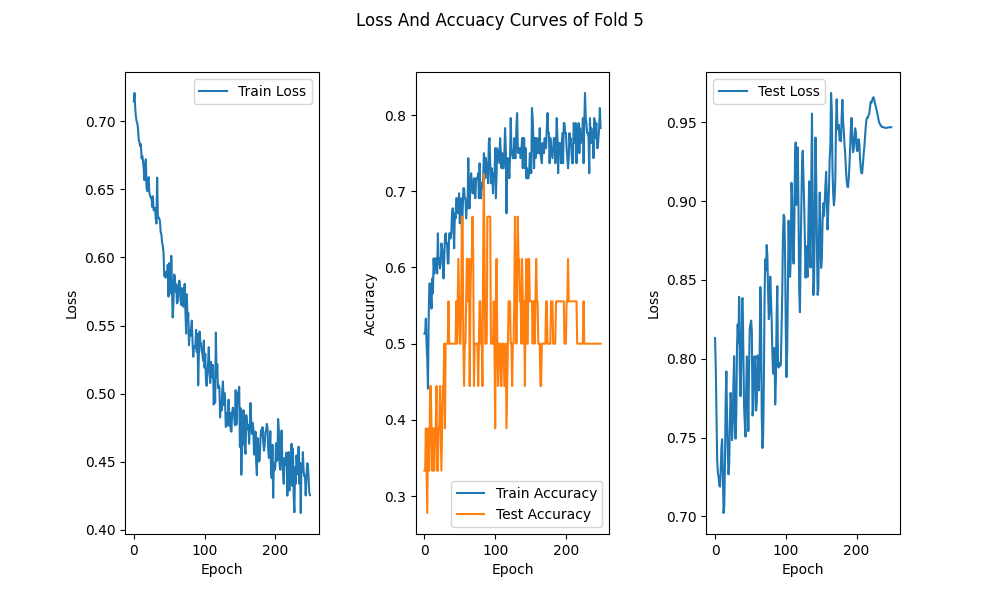 Loss And Accuacy Curves of Fold 5
Train Loss
0.70
0.65
0.60
0.55
0.50
0.45
0.40
Loss
0
100
200
Epoch
0.8
0.7
0.6
0.5
0.4
0.3
Accuracy
Train Accuracy
Test Accuracy
0
100
200
Epoch
Test Loss
0.95
0.90
0.85
0.80
0.75
0.70
Loss
0
100
200
Epoch